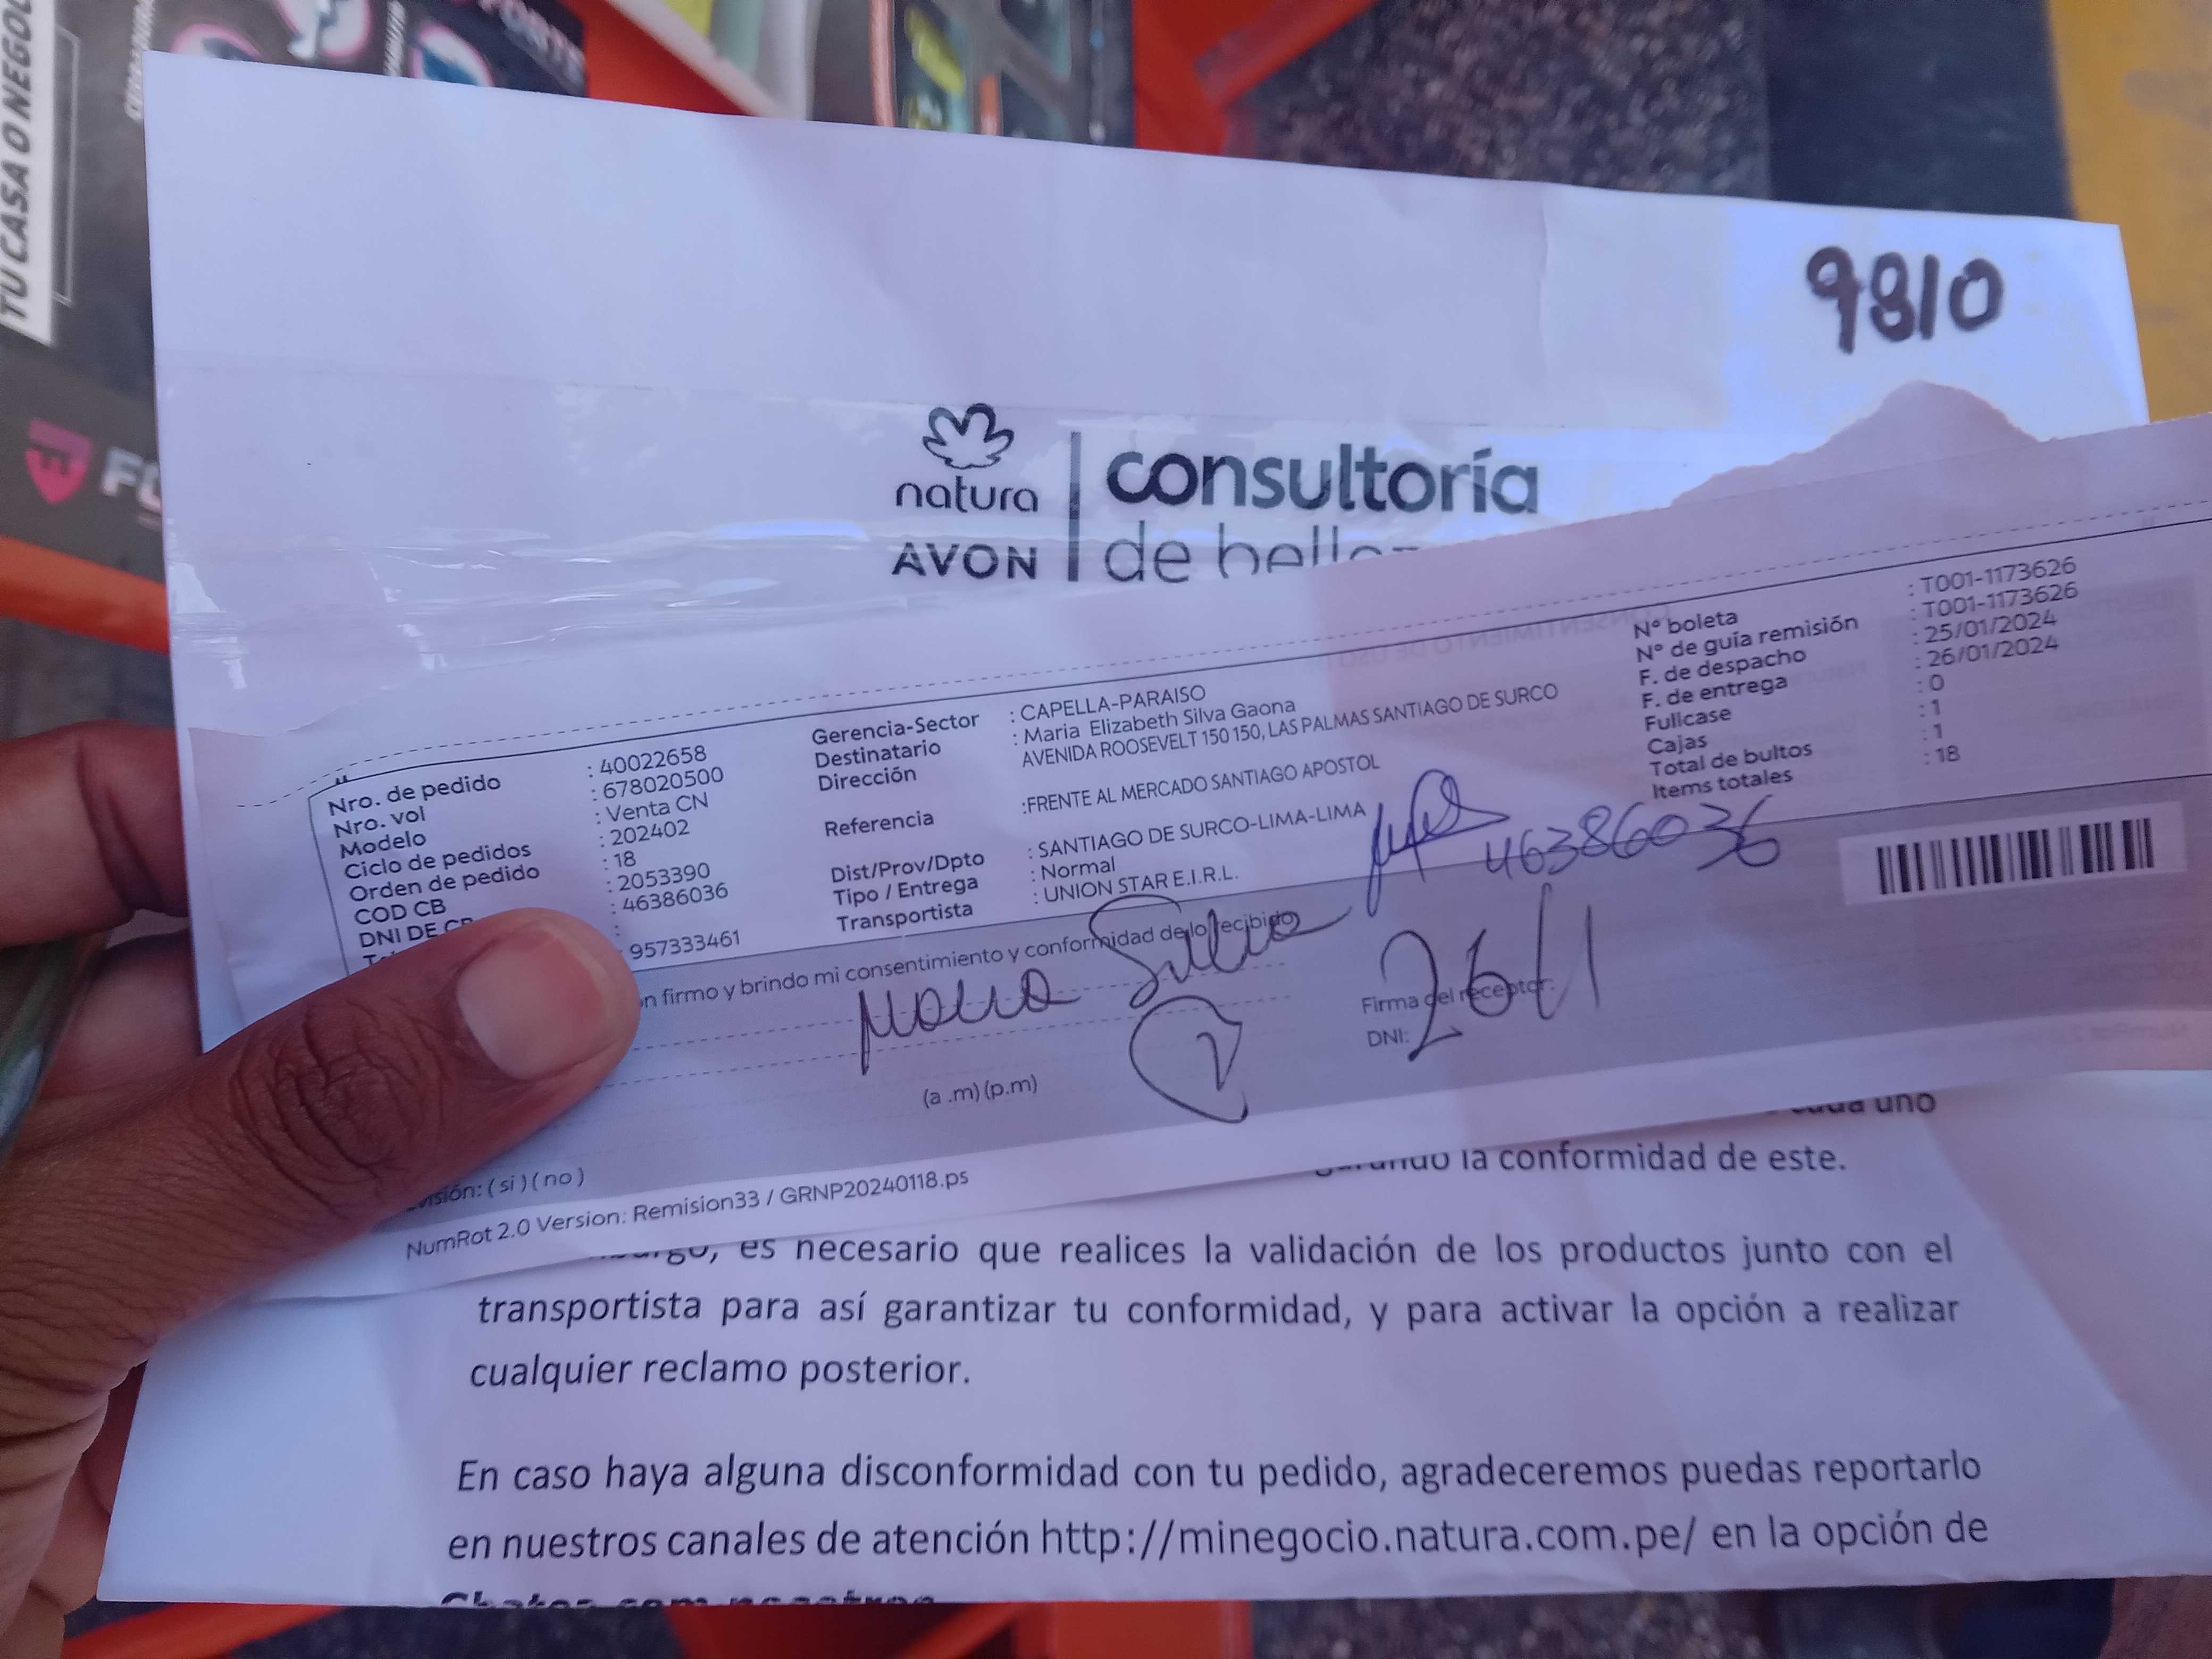 TU CASA O NEGOC
FORTE
9810
natura
AVON
consultoría
de belle
Nro. de pedido : 40022658
Nro. vol : 678020500
Modelo : Venta CN
Ciclo de pedidos : 202402
Orden de pedido : 18
COD CB : 2053390
DNI DE CB : 46386036
:
: 957333461
Gerencia-Sector : CAPELLA-PARAISO
Destinatario : Maria Elizabeth Silva Gaona
Dirección AVENIDA ROOSEVELT 150 150, LAS PALMAS SANTIAGO DE SURCO
Referencia :FRENTE AL MERCADO SANTIAGO APOSTOL
Dist/Prov/Dpto : SANTIAGO DE SURCO-LIMA-LIMA
Tipo / Entrega : Normal
Transportista : UNION STAR E.I.R.L.
N° boleta : T001-1173626
N° de guía remisión : T001-1173626
F. de despacho : 25/01/2024
F. de entrega : 26/01/2024
Fullcase : 0
Cajas : 1
Total de bultos : 1
Items totales : 18
46386036
n firmo y brindo mi consentimiento y conformidad de lo recibido
Maria Silva
26/1
Firma del receptor:
DNI:
(a .m) (p.m)
isión: ( si ) ( no )
NumRot 2.0 Version: Remision33 / GRNP20240118.ps
cada uno
la conformidad de este.
es necesario que realices la validación de los productos junto con el
transportista para así garantizar tu conformidad, y para activar la opción a realizar
cualquier reclamo posterior.
En caso haya alguna disconformidad con tu pedido, agradeceremos puedas reportarlo
en nuestros canales de atención http://minegocio.natura.com.pe/ en la opción de